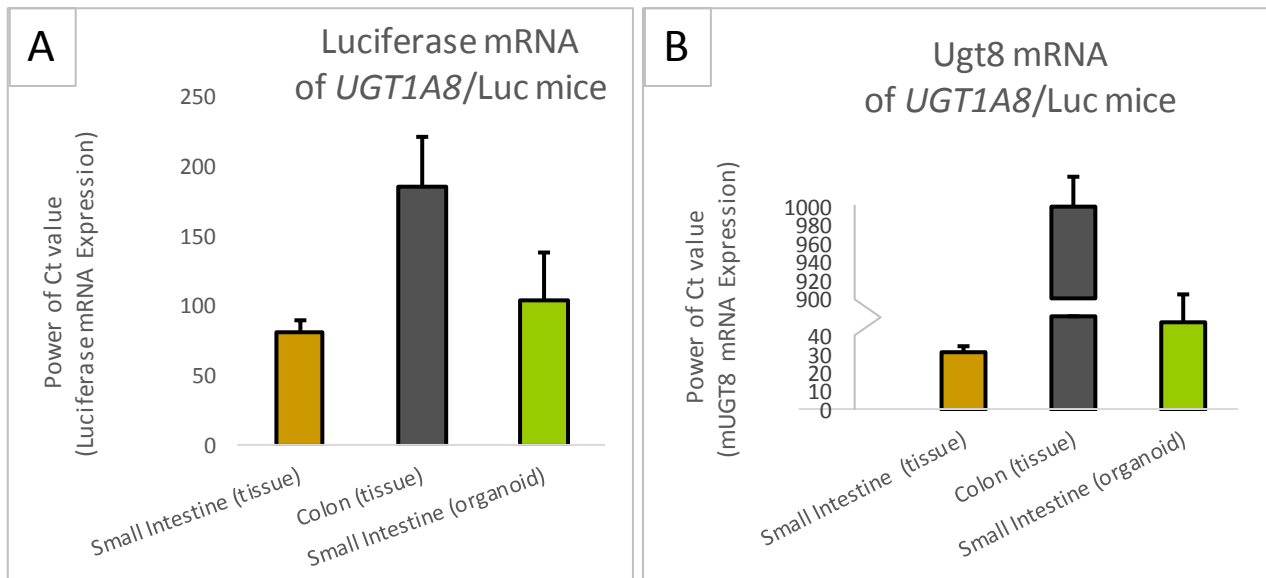 A
Luciferase mRNA
of UGT1A8/Luc mice
Power of Ct value
(Luciferase mRNA Expression)
250
200
150
100
50
0
Small Intestine (tissue)
Colon (tissue)
Small Intestine (organoid)
B
Ugt8 mRNA
of UGT1A8/Luc mice
Power of Ct value
(mUGT8 mRNA Expression)
1000
980
960
940
920
900
40
30
20
10
0
Small Intestine (tissue)
Colon (tissue)
Small Intestine (organoid)